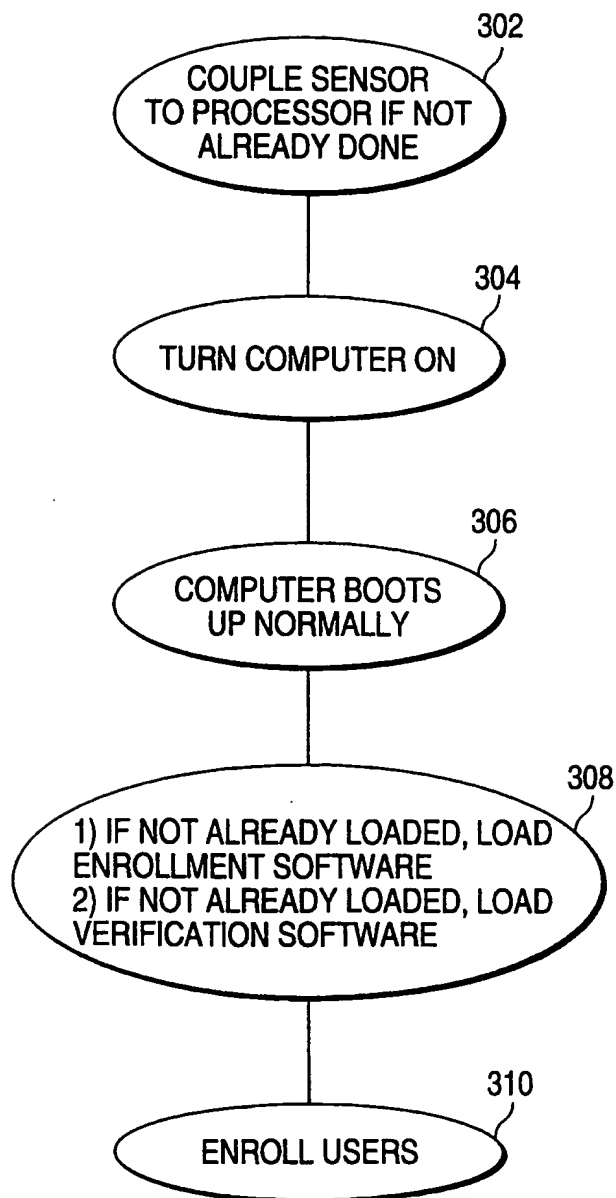 302
COUPLE SENSOR
TO PROCESSOR IF NOT
ALREADY DONE
304
TURN COMPUTER ON
306
COMPUTER BOOTS
UP NORMALLY
308
1) IF NOT ALREADY LOADED, LOAD
ENROLLMENT SOFTWARE
2) IF NOT ALREADY LOADED, LOAD
VERIFICATION SOFTWARE
310
ENROLL USERS